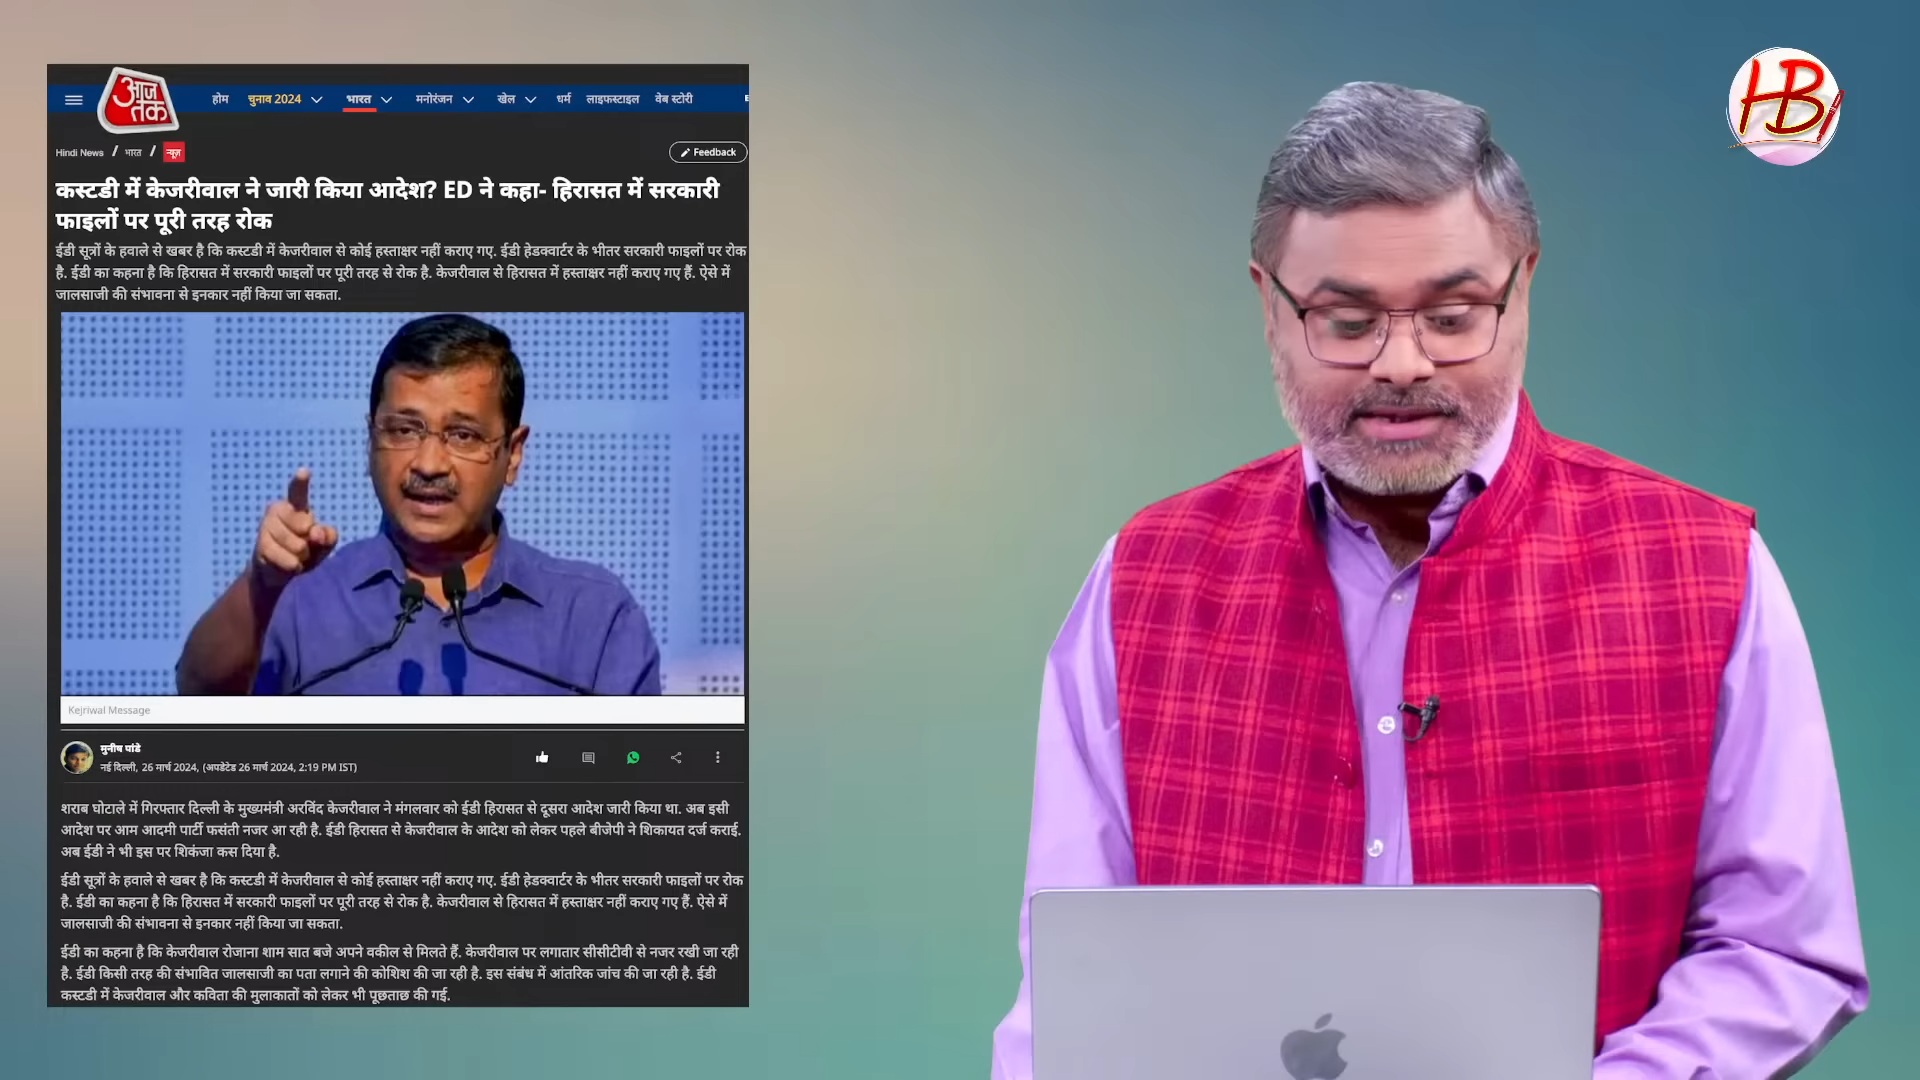 HB
आज
तक
होम चुनाव 2024 भारत मनोरंजन खेल धर्म लाइफस्टाइल वेब स्टोरी
Hindi News / भारत / न्यूज़
Feedback
कस्टडी में केजरीवाल ने जारी किया आदेश? ED ने कहा- हिरासत में सरकारी
फाइलों पर पूरी तरह रोक
ईडी सूत्रों के हवाले से खबर है कि कस्टडी में केजरीवाल से कोई हस्ताक्षर नहीं कराए गए. ईडी हेडक्वार्टर के भीतर सरकारी फाइलों पर रोक
है. ईडी का कहना है कि हिरासत में सरकारी फाइलों पर पूरी तरह से रोक है. केजरीवाल से हिरासत में हस्ताक्षर नहीं कराए गए हैं. ऐसे में
जालसाजी की संभावना से इनकार नहीं किया जा सकता.
Kejriwal Message
मुनीष पांडे
नई दिल्ली, 26 मार्च 2024, (अपडेटेड 26 मार्च 2024, 2:19 PM IST)
शराब घोटाले में गिरफ्तार दिल्ली के मुख्यमंत्री अरविंद केजरीवाल ने मंगलवार को ईडी हिरासत से दूसरा आदेश जारी किया था. अब इसी
आदेश पर आम आदमी पार्टी फसंती नजर आ रही है. ईडी हिरासत से केजरीवाल के आदेश को लेकर पहले बीजेपी ने शिकायत दर्ज कराई.
अब ईडी ने भी इस पर शिकंजा कस दिया है.
ईडी सूत्रों के हवाले से खबर है कि कस्टडी में केजरीवाल से कोई हस्ताक्षर नहीं कराए गए. ईडी हेडक्वार्टर के भीतर सरकारी फाइलों पर रोक
है. ईडी का कहना है कि हिरासत में सरकारी फाइलों पर पूरी तरह से रोक है. केजरीवाल से हिरासत में हस्ताक्षर नहीं कराए गए हैं. ऐसे में
जालसाजी की संभावना से इनकार नहीं किया जा सकता.
ईडी का कहना है कि केजरीवाल रोजाना शाम सात बजे अपने वकील से मिलते हैं. केजरीवाल पर लगातार सीसीटीवी से नजर रखी जा रही
है. ईडी किसी तरह की संभावित जालसाजी का पता लगाने की कोशिश की जा रही है. इस संबंध में आंतरिक जांच की जा रही है. ईडी
कस्टडी में केजरीवाल और कविता की मुलाकातों को लेकर भी पूछताछ की गई.